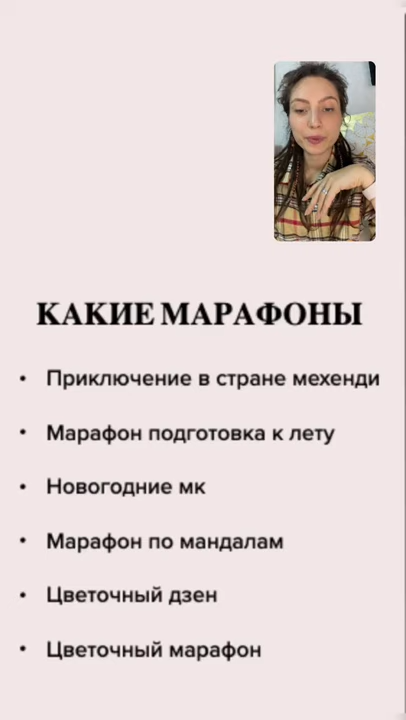 КАКИЕ МАРАФОНЫ
• Приключение в стране мехенди
• Марафон подготовка к лету
• Новогодние мк
• Марафон по мандалам
• Цветочный дзен
• Цветочный марафон